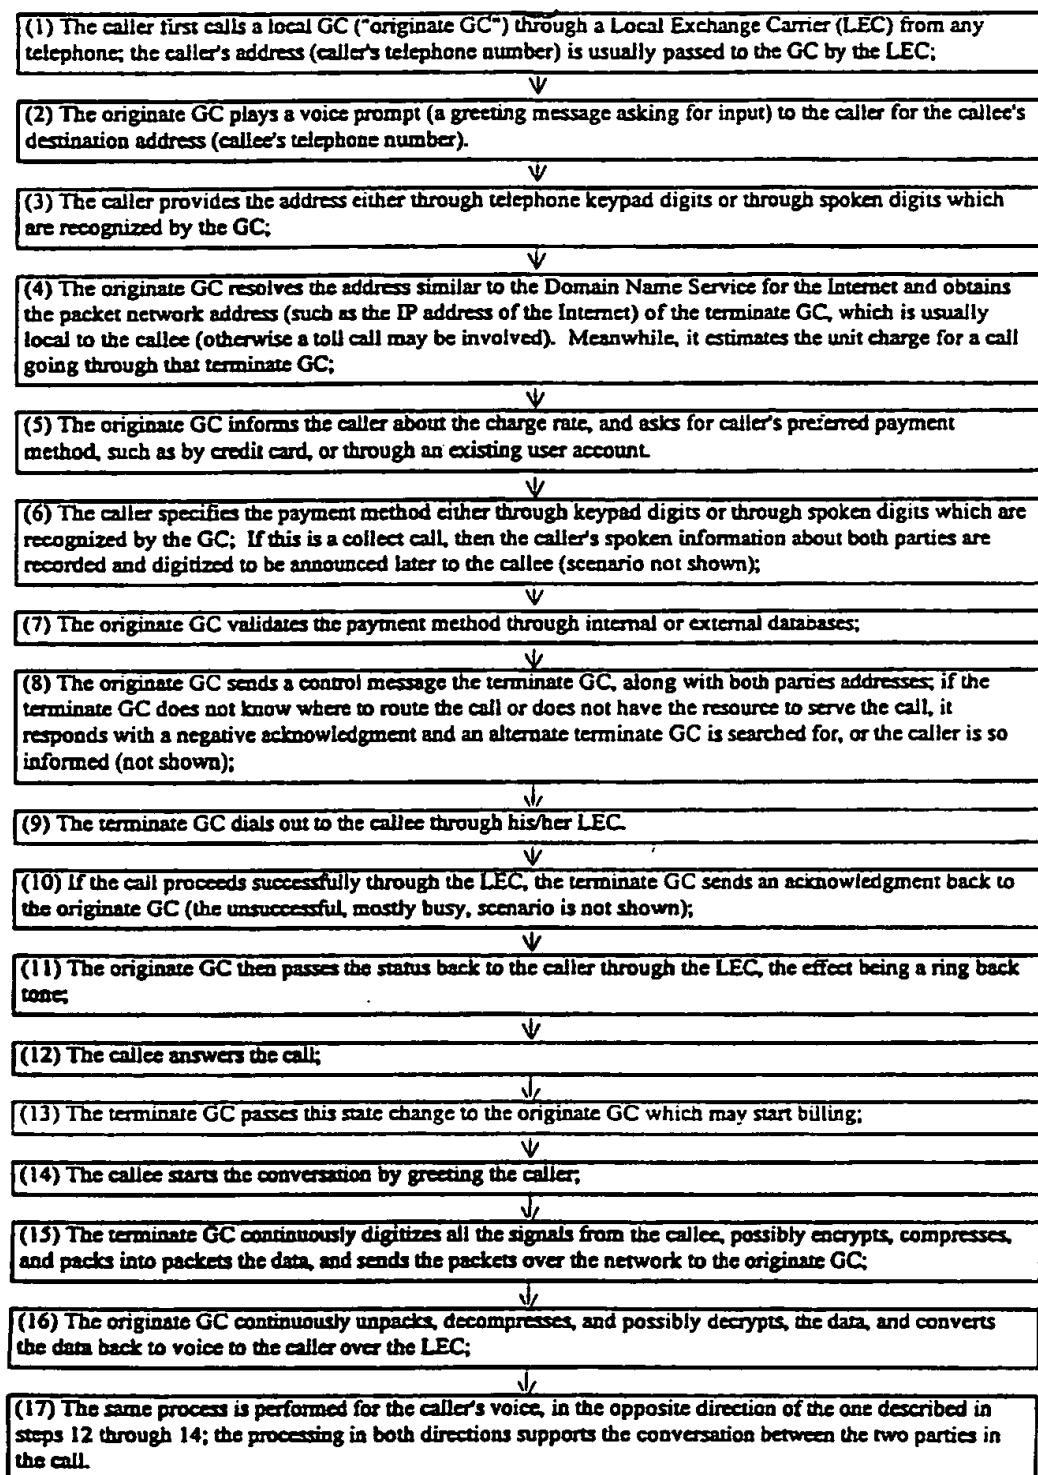 (1) The caller first calls a local GC ("originate GC") through a Local Exchange Carrier (LEC) from any
telephone; the caller's address (caller's telephone number) is usually passed to the GC by the LEC;
(2) The originate GC plays a voice prompt (a greeting message asking for input) to the caller for the callee's
destination address (callee's telephone number).
(3) The caller provides the address either through telephone keypad digits or through spoken digits which
are recognized by the GC;
(4) The originate GC resolves the address similar to the Domain Name Service for the Internet and obtains
the packet network address (such as the IP address of the Internet) of the terminate GC, which is usually
local to the callee (otherwise a toll call may be involved). Meanwhile, it estimates the unit charge for a call
going through that terminate GC;
(5) The originate GC informs the caller about the charge rate, and asks for caller's preferred payment
method, such as by credit card, or through an existing user account.
(6) The caller specifies the payment method either through keypad digits or through spoken digits which are
recognized by the GC; If this is a collect call, then the caller's spoken information about both parties are
recorded and digitized to be announced later to the callee (scenario not shown);
(7) The originate GC validates the payment method through internal or external databases;
(8) The originate GC sends a control message the terminate GC, along with both parties addresses; if the
terminate GC does not know where to route the call or does not have the resource to serve the call, it
responds with a negative acknowledgment and an alternate terminate GC is searched for, or the caller is so
informed (not shown);
(9) The terminate GC dials out to the callee through his/her LEC.
(10) If the call proceeds successfully through the LEC, the terminate GC sends an acknowledgment back to
the originate GC (the unsuccessful, mostly busy, scenario is not shown);
(11) The originate GC then passes the status back to the caller through the LEC, the effect being a ring back
tone;
(12) The callee answers the call;
(13) The terminate GC passes this state change to the originate GC which may start billing;
(14) The callee starts the conversation by greeting the caller;
(15) The terminate GC continuously digitizes all the signals from the callee, possibly encrypts, compresses,
and packs into packets the data, and sends the packets over the network to the originate GC;
(16) The originate GC continuously unpacks, decompresses, and possibly decrypts, the data, and converts
the data back to voice to the caller over the LEC;
(17) The same process is performed for the caller's voice, in the opposite direction of the one described in
steps 12 through 14; the processing in both directions supports the conversation between the two parties in
the call.